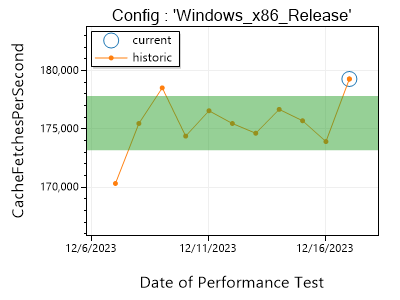 Config : 'Windows_x86_Release'
current
historic
180,000
175,000
170,000
CacheFetchesPerSecond
12/6/2023
12/11/2023
12/16/2023
Date of Performance Test